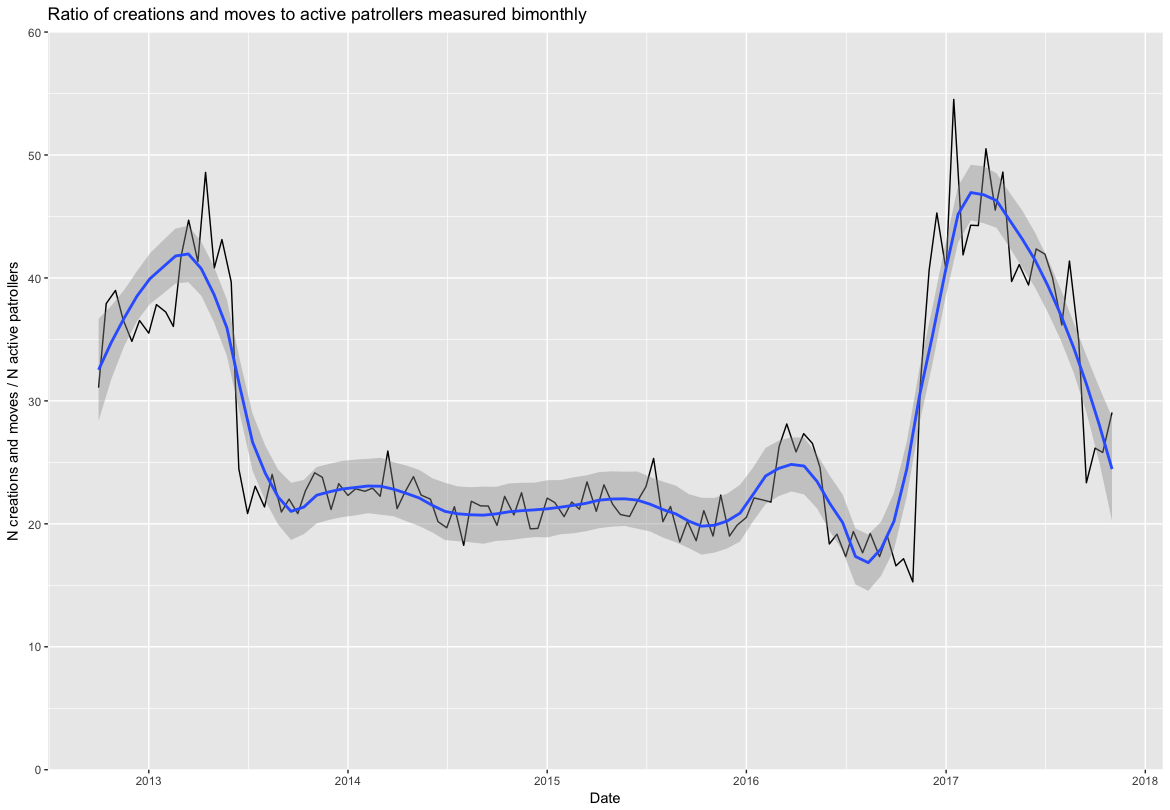 Ratio of creations and moves to active patrollers measured bimonthly
N creations and moves / N active patrollers
60
50
40
30
20
10
0
2013 2014 2015 2016 2017 2018
Date